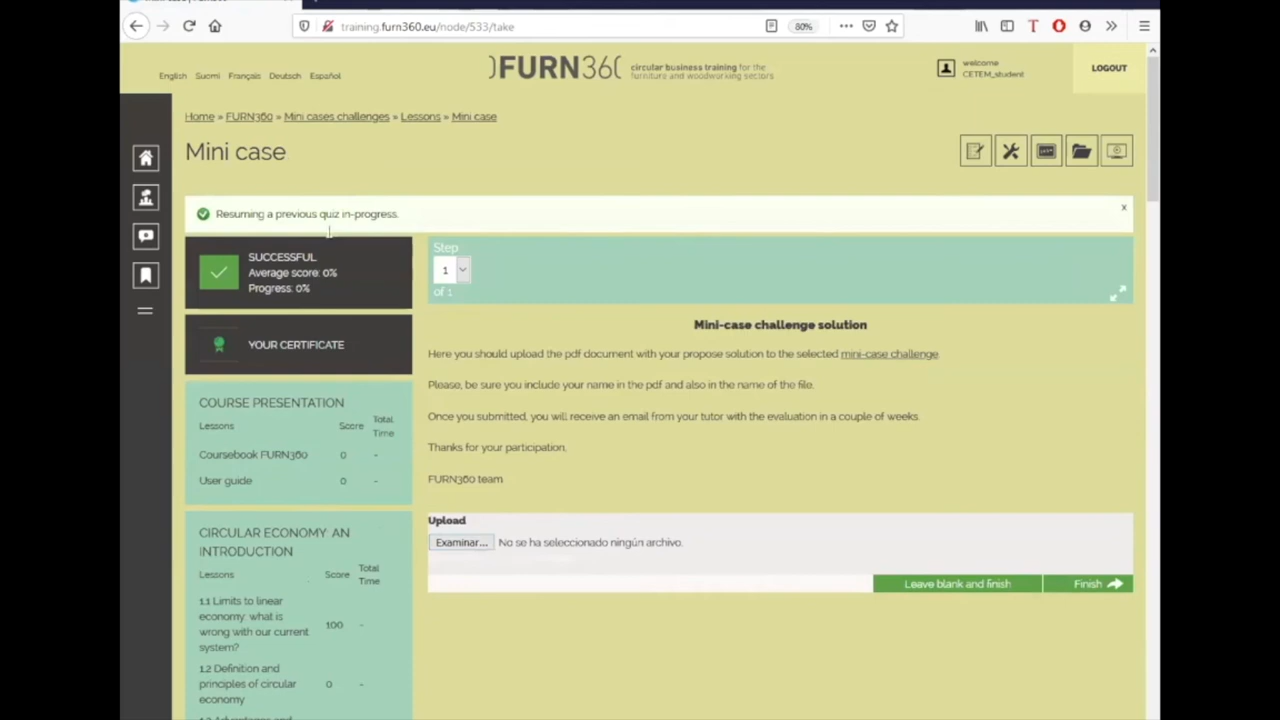 training.furn360.eu/node/533/take
80%
English Suomi Français Deutsch Español
FURN360 circular business training for the
furniture and woodworking sectors
welcome
CETEM_student
LOGOUT
Home » FURN360 » Mini cases challenges » Lessons » Mini case
Mini case
Resuming a previous quiz in-progress.
x
SUCCESSFUL
Average score: 0%
Progress: 0%
YOUR CERTIFICATE
COURSE PRESENTATION
Lessons Score Total
Time
Coursebook FURN360 0 -
User guide 0 -
CIRCULAR ECONOMY: AN
INTRODUCTION
Lessons Score Total
Time
1.1 Limits to linear
economy: what is
wrong with our current
system? 100 -
1.2 Definition and
principles of circular
economy 0 -
Step
1
of 1
Mini-case challenge solution
Here you should upload the pdf document with your propose solution to the selected mini-case challenge.
Please, be sure you include your name in the pdf and also in the name of the file.
Once you submitted, you will receive an email from your tutor with the evaluation in a couple of weeks.
Thanks for your participation,
FURN360 team
Upload
Examinar... No se ha seleccionado ningún archivo.
Leave blank and finish Finish